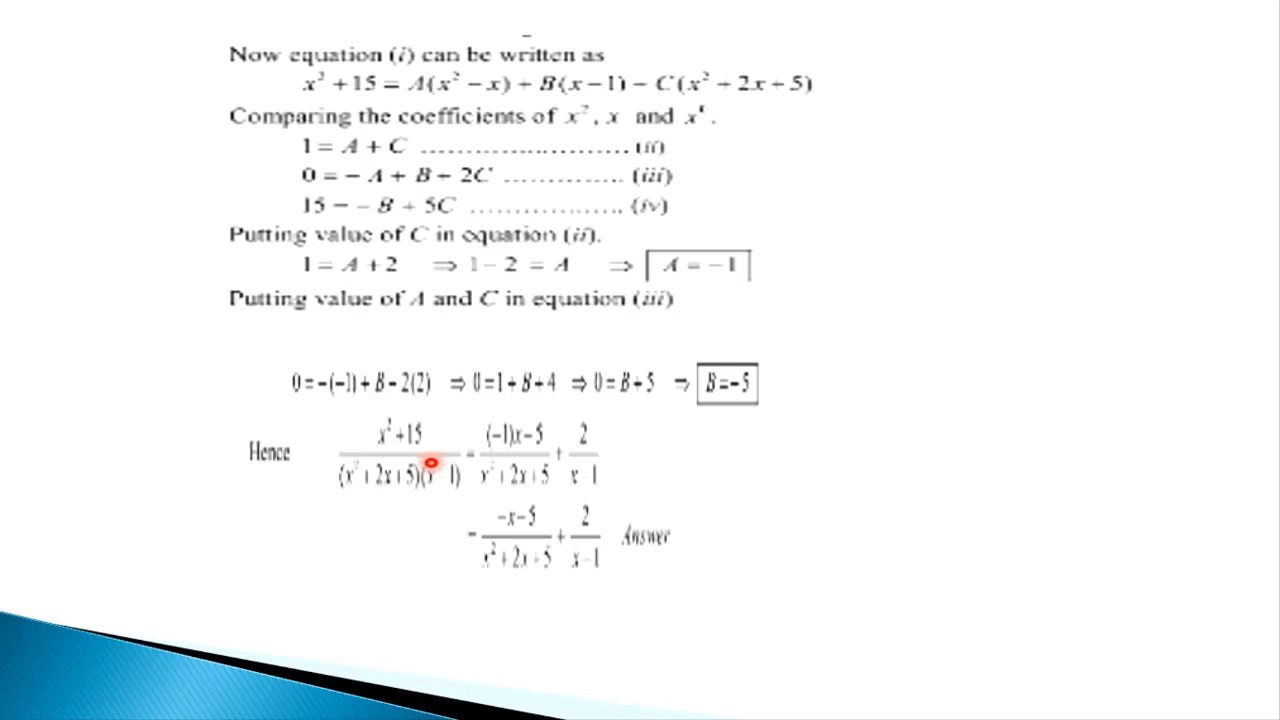 Now equation (i) can be written as
x² + 15 = A(x² − x) + B(x − 1) + C(x² + 2x + 5)
Comparing the coefficients of x², x and x⁰.
1 = A + C ........................... (ii)
0 = − A + B + 2C .............. (iii)
15 = − B + 5C .................... (iv)
Putting value of C in equation (ii).
1 = A + 2 ⇒ 1 − 2 = A ⇒ A = −1
Putting value of A and C in equation (iii)
0 = −(−1) + B + 2(2) ⇒ 0 = 1 + B + 4 ⇒ 0 = B + 5 ⇒ B = −5
Hence (x² + 15)/((x² + 2x + 5)(x − 1)) = ((−1)x − 5)/(x² + 2x + 5) + 2/(x − 1)
= (−x − 5)/(x² + 2x + 5) + 2/(x − 1) Answer